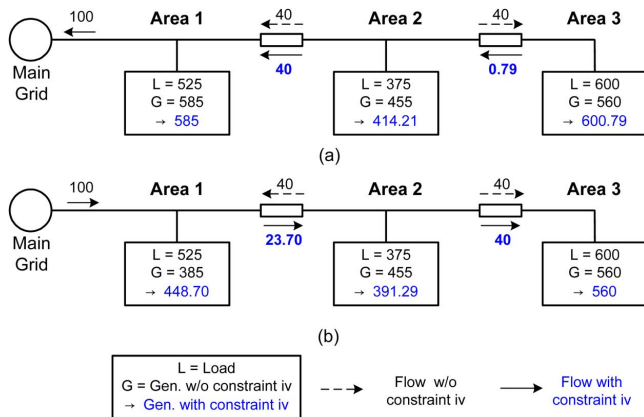 100
Area 1
40
Area 2
40
Area 3
Main
Grid
40
0.79
L = 525
G = 585
→ 585
L = 375
G = 455
→ 414.21
L = 600
G = 560
→ 600.79
(a)
100
Area 1
40
Area 2
40
Area 3
Main
Grid
23.70
40
L = 525
G = 385
→ 448.70
L = 375
G = 455
→ 391.29
L = 600
G = 560
→ 560
(b)
L = Load
G = Gen. w/o constraint iv
→ Gen. with constraint iv
Flow w/o
constraint iv
Flow with
constraint iv